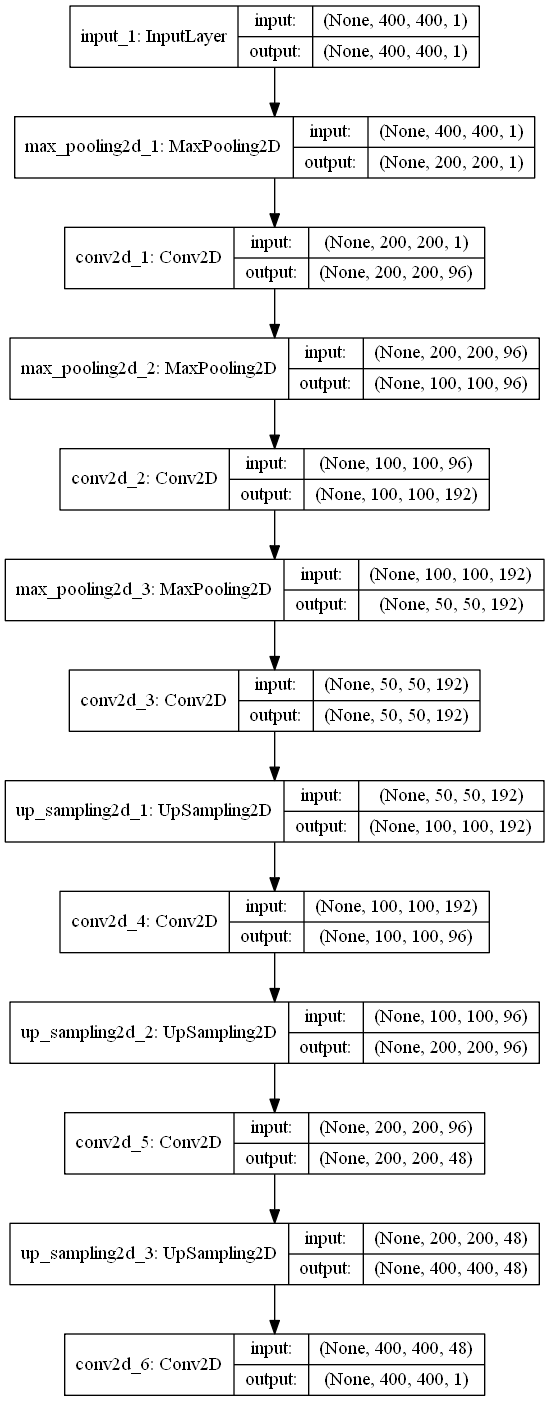 input_1: InputLayer
input: (None, 400, 400, 1)
output: (None, 400, 400, 1)
max_pooling2d_1: MaxPooling2D
input: (None, 400, 400, 1)
output: (None, 200, 200, 1)
conv2d_1: Conv2D
input: (None, 200, 200, 1)
output: (None, 200, 200, 96)
max_pooling2d_2: MaxPooling2D
input: (None, 200, 200, 96)
output: (None, 100, 100, 96)
conv2d_2: Conv2D
input: (None, 100, 100, 96)
output: (None, 100, 100, 192)
max_pooling2d_3: MaxPooling2D
input: (None, 100, 100, 192)
output: (None, 50, 50, 192)
conv2d_3: Conv2D
input: (None, 50, 50, 192)
output: (None, 50, 50, 192)
up_sampling2d_1: UpSampling2D
input: (None, 50, 50, 192)
output: (None, 100, 100, 192)
conv2d_4: Conv2D
input: (None, 100, 100, 192)
output: (None, 100, 100, 96)
up_sampling2d_2: UpSampling2D
input: (None, 100, 100, 96)
output: (None, 200, 200, 96)
conv2d_5: Conv2D
input: (None, 200, 200, 96)
output: (None, 200, 200, 48)
up_sampling2d_3: UpSampling2D
input: (None, 200, 200, 48)
output: (None, 400, 400, 48)
conv2d_6: Conv2D
input: (None, 400, 400, 48)
output: (None, 400, 400, 1)